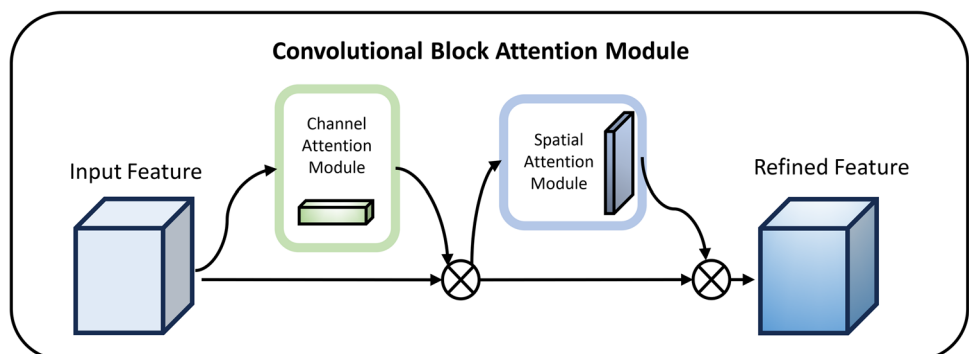 Convolutional Block Attention Module
Channel
Attention
Module
Spatial
Attention
Module
Input Feature
Refined Feature